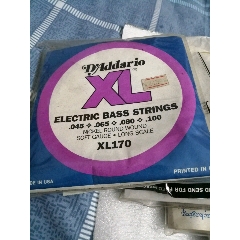 D'Addario
XL
ELECTRIC BASS STRINGS
.045 .065 .080 .100
NICKEL ROUND WOUND
SOFT GAUGE • LONG SCALE
XL170
IN USA
PRINTED IN